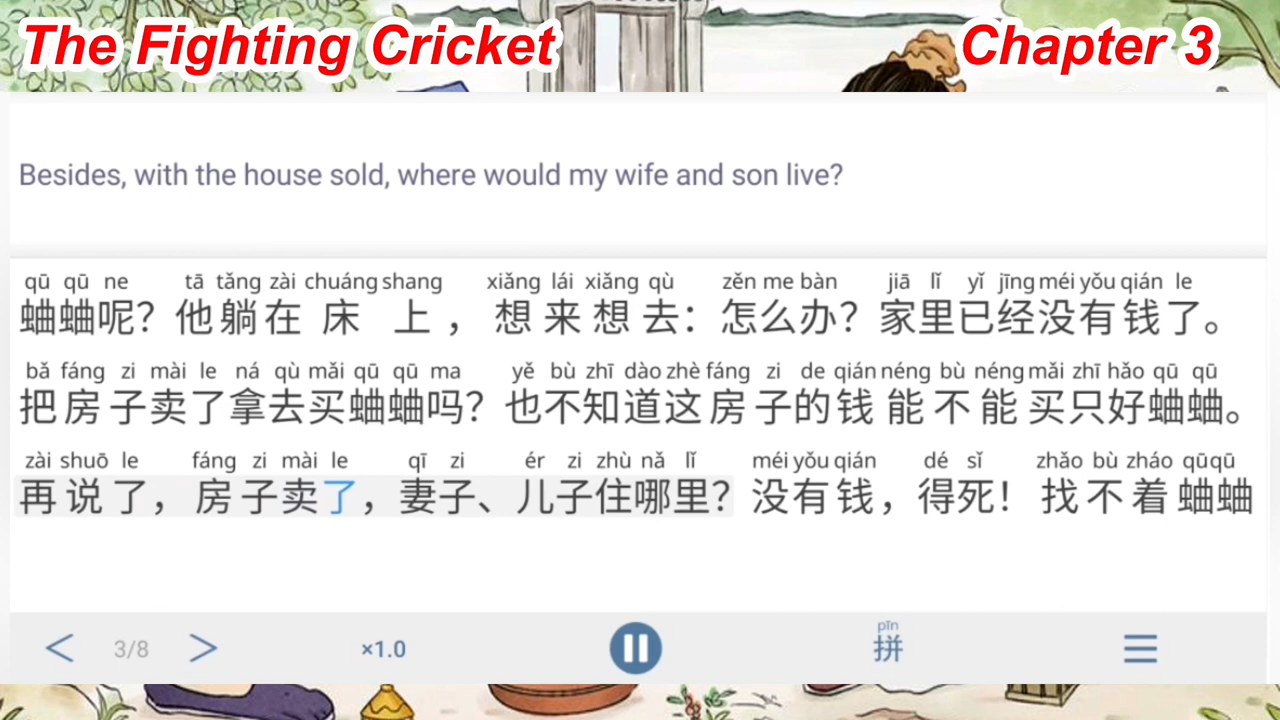 The Fighting Cricket
Chapter 3
Besides, with the house sold, where would my wife and son live?
qū qū ne tā tǎng zài chuáng shang xiǎng lái xiǎng qù zěn me bàn jiā lǐ yǐ jīng méi yǒu qián le
蛐蛐呢？他躺在床上，想来想去：怎么办？家里已经没有钱了。
bǎ fáng zi mài le ná qù mǎi qū qū ma yě bù zhī dào zhè fáng zi de qián néng bù néng mǎi zhī hǎo qū qū
把房子卖了拿去买蛐蛐吗？也不知道这房子的钱能不能买只好蛐蛐。
zài shuō le fáng zi mài le qī zi ér zi zhù nǎ lǐ méi yǒu qián dé sǐ zhǎo bù zháo qū qū
再说了，房子卖了，妻子、儿子住哪里？没有钱，得死！找不着蛐蛐
3/8
×1.0
pīn
拼